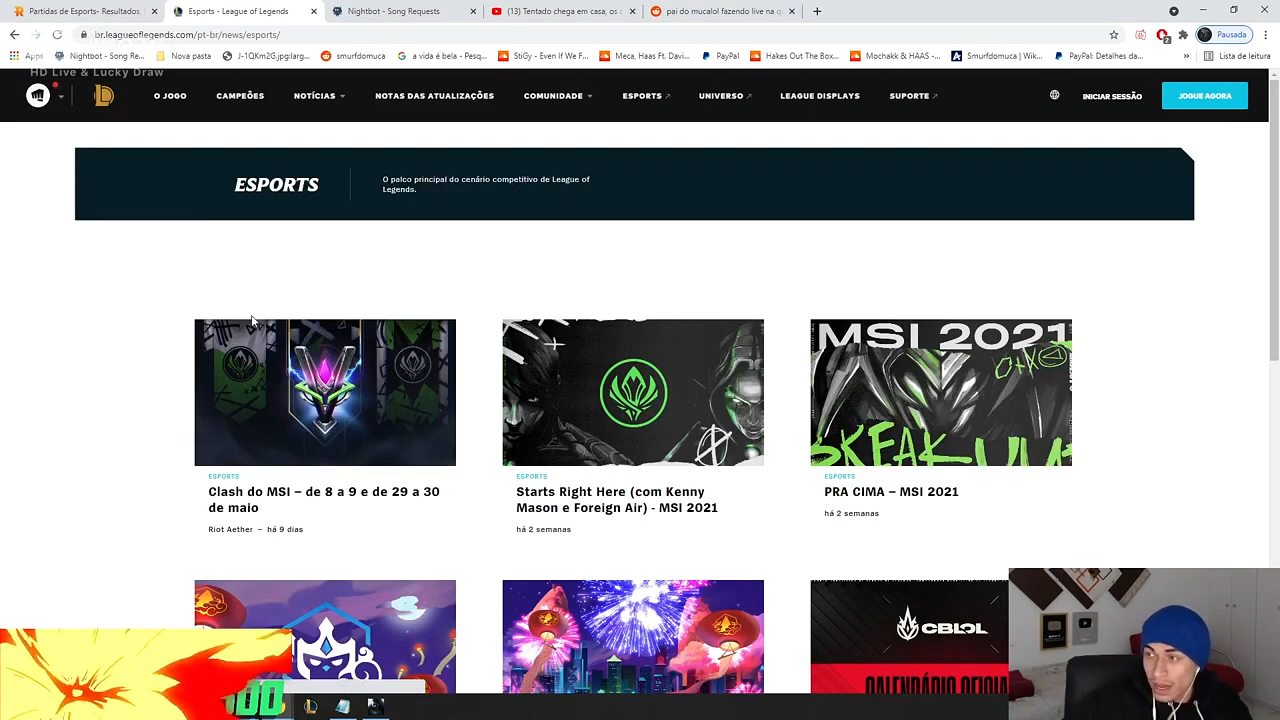 Partidas de Esports- Resultados,
Esports - League of Legends
Nightbot - Song Requests
(13) Tentado chega em casa, os
pai do mucalol fazendo live na
br.leagueoflegends.com/pt-br/news/esports/
2
Pausada
Apps
Nightbot - Song Re...
Nova pasta
J-1QKm2G.jpg:larg...
smurfdomuca
a vida é bela - Pesq...
StiGy - Even If We F...
Meca, Haas Ft. Davi...
PayPal
Hakes Out The Box...
Mochakk & HAAS -...
Smurfdomuca | Wik...
PayPal: Detalhes da...
»
Lista de leitura
HD Live & Lucky Draw
O JOGO
CAMPEÕES
NOTÍCIAS
NOTAS DAS ATUALIZAÇÕES
COMUNIDADE
ESPORTS
UNIVERSO
LEAGUE DISPLAYS
SUPORTE
INICIAR SESSÃO
JOGUE AGORA
ESPORTS
O palco principal do cenário competitivo de League of
Legends.
MSI 2021
ESPORTS
Clash do MSI – de 8 a 9 e de 29 a 30
de maio
Riot Aether – há 9 dias
ESPORTS
Starts Right Here (com Kenny
Mason e Foreign Air) - MSI 2021
há 2 semanas
ESPORTS
PRA CIMA – MSI 2021
há 2 semanas
CBLOL
CALENDÁRIO OFICIA